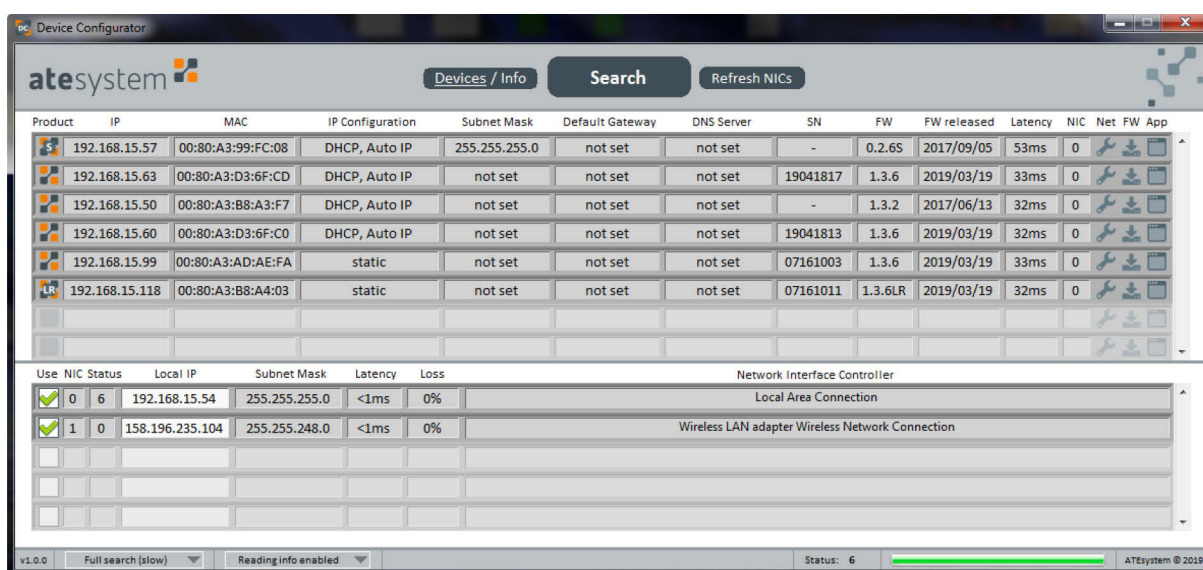 DC Device Configurator
atesystem Devices / Info Search Refresh NICs
Product IP MAC IP Configuration Subnet Mask Default Gateway DNS Server SN FW FW released Latency NIC Net FW App
S 192.168.15.57 00:80:A3:99:FC:08 DHCP, Auto IP 255.255.255.0 not set not set - 0.2.6S 2017/09/05 53ms 0
192.168.15.63 00:80:A3:D3:6F:CD DHCP, Auto IP not set not set not set 19041817 1.3.6 2019/03/19 33ms 0
192.168.15.50 00:80:A3:B8:A3:F7 DHCP, Auto IP not set not set not set - 1.3.2 2017/06/13 32ms 0
192.168.15.60 00:80:A3:D3:6F:C0 DHCP, Auto IP not set not set not set 19041813 1.3.6 2019/03/19 32ms 0
192.168.15.99 00:80:A3:AD:AE:FA static not set not set not set 07161003 1.3.6 2019/03/19 33ms 0
LR 192.168.15.118 00:80:A3:B8:A4:03 static not set not set not set 07161011 1.3.6LR 2019/03/19 32ms 0
Use NIC Status Local IP Subnet Mask Latency Loss Network Interface Controller
0 6 192.168.15.54 255.255.255.0 <1ms 0% Local Area Connection
1 0 158.196.235.104 255.255.248.0 <1ms 0% Wireless LAN adapter Wireless Network Connection
v1.0.0 Full search (slow) Reading info enabled Status: 6 ATEsystem © 2019